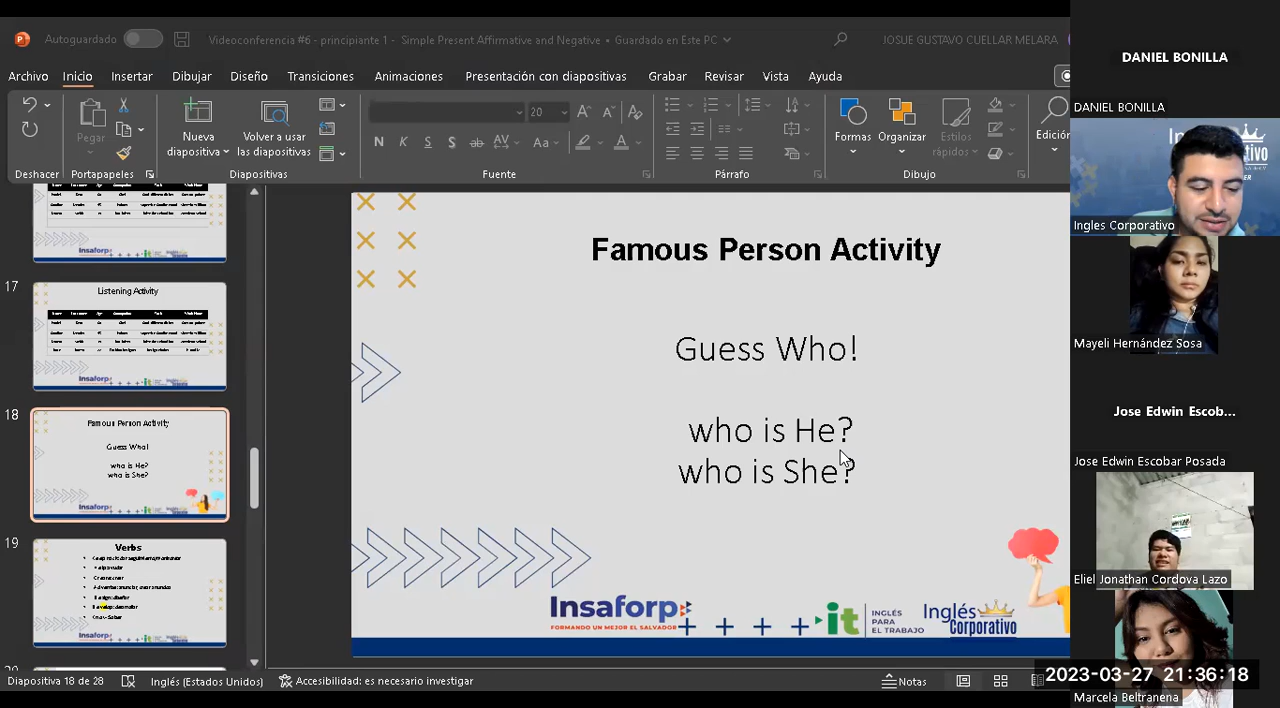 Autoguardado
Videoconferencia #6 - principiante 1 - Simple Present Affirmative and Negative • Guardado en Este PC
JOSUE GUSTAVO CUELLAR MELARA
Archivo Inicio Insertar Dibujar Diseño Transiciones Animaciones Presentación con diapositivas Grabar Revisar Vista Ayuda
Pegar
Nueva diapositiva
Volver a usar las diapositivas
20
N K S S ab AV Aa A
Formas
Organizar
Estilos rápidos
Edición
Deshacer Portapapeles Diapositivas Fuente Párrafo Dibujo
17
Listening Activity
18
Famous Person Activity
Guess Who!
who is He?
who is She?
19
Verbs
Famous Person Activity
Guess Who!
who is He?
who is She?
Insaforp
FORMANDO UN MEJOR EL SALVADOR
it
INGLÉS
PARA
EL TRABAJO
Inglés
Corporativo
Diapositiva 18 de 28
Inglés (Estados Unidos)
Accesibilidad: es necesario investigar
Notas
DANIEL BONILLA
DANIEL BONILLA
Ingles Corporativo
Mayeli Hernández Sosa
Jose Edwin Escob...
Jose Edwin Escobar Posada
Eliel Jonathan Cordova Lazo
2023-03-27 21:36:18
Marcela Beltranena